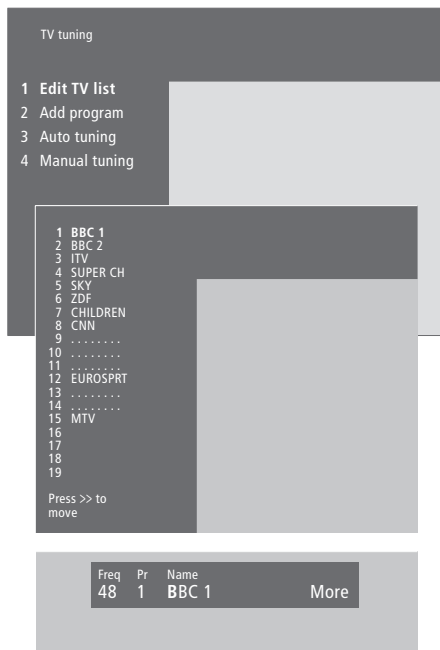 TV tuning
1 Edit TV list
2 Add program
3 Auto tuning
4 Manual tuning
1 BBC 1
2 BBC 2
3 ITV
4 SUPER CH
5 SKY
6 ZDF
7 CHILDREN
8 CNN
9 . . . . . . . .
10 . . . . . . . .
11 . . . . . . . .
12 EUROSPRT
13 . . . . . . . .
14 . . . . . . . .
15 MTV
16
17
18
19
Press >> to
move
Freq Pr Name
48 1 BBC 1 More